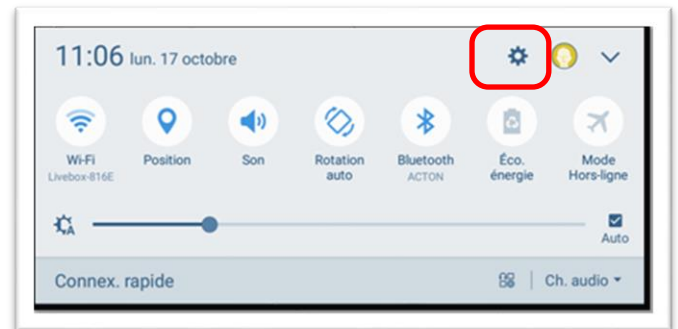 11:06 lun. 17 octobre
Wi-Fi Position Son Rotation auto Bluetooth Éco. énergie Mode Hors-ligne
Livebox-816E ACTON
Auto
Connex. rapide Ch. audio